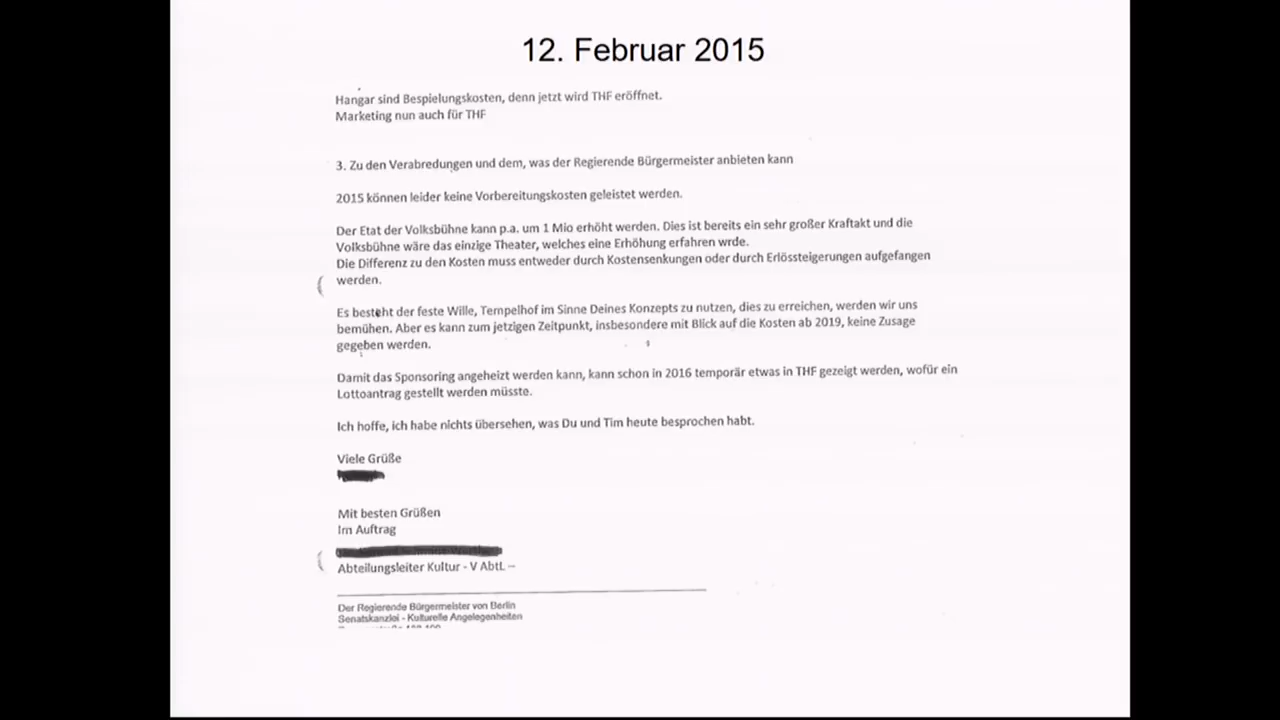 12. Februar 2015
Hangar sind Bespielungskosten, denn jetzt wird THF eröffnet.
Marketing nun auch für THF
3. Zu den Verabredungen und dem, was der Regierende Bürgermeister anbieten kann
2015 können leider keine Vorbereitungskosten geleistet werden.
Der Etat der Volksbühne kann p.a. um 1 Mio erhöht werden. Dies ist bereits ein sehr großer Kraftakt und die
Volksbühne wäre das einzige Theater, welches eine Erhöhung erfahren wrde.
Die Differenz zu den Kosten muss entweder durch Kostensenkungen oder durch Erlössteigerungen aufgefangen
werden.
Es besteht der feste Wille, Tempelhof im Sinne Deines Konzepts zu nutzen, dies zu erreichen, werden wir uns
bemühen. Aber es kann zum jetzigen Zeitpunkt, insbesondere mit Blick auf die Kosten ab 2019, keine Zusage
gegeben werden.
Damit das Sponsoring angeheizt werden kann, kann schon in 2016 temporär etwas in THF gezeigt werden, wofür ein
Lottoantrag gestellt werden müsste.
Ich hoffe, ich habe nichts übersehen, was Du und Tim heute besprochen habt.
Viele Grüße
Mit besten Grüßen
Im Auftrag
Abteilungsleiter Kultur - V AbtL –
Der Regierende Bürgermeister von Berlin
Senatskanzlei - Kulturelle Angelegenheiten